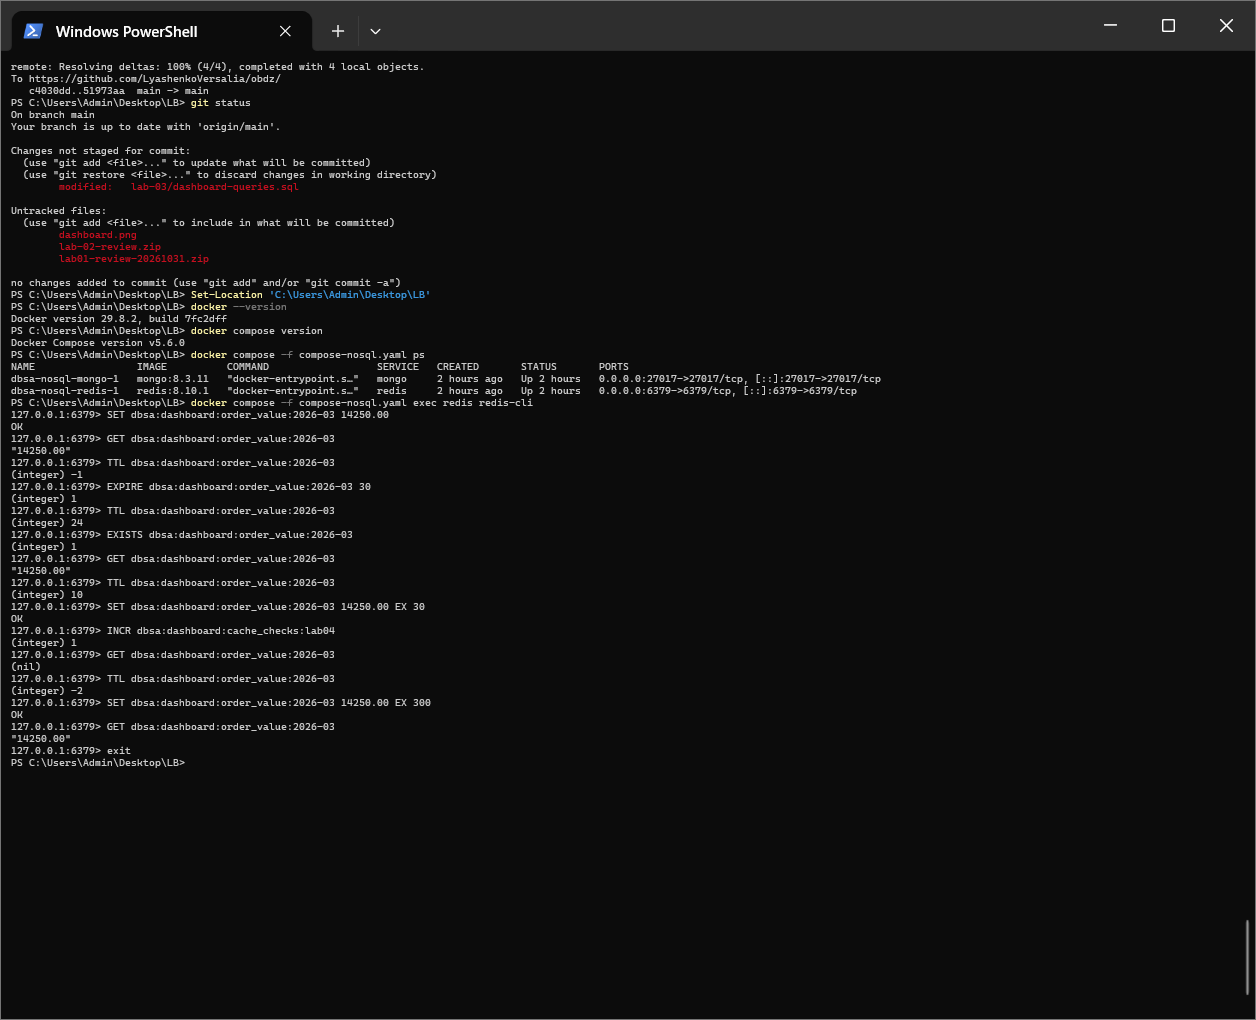 Windows PowerShell
remote: Resolving deltas: 100% (4/4), completed with 4 local objects.
To https://github.com/LyashenkoVersalia/obdz/
   c4030dd..51973aa  main -> main
PS C:\Users\Admin\Desktop\LB> git status
On branch main
Your branch is up to date with 'origin/main'.

Changes not staged for commit:
  (use "git add <file>..." to update what will be committed)
  (use "git restore <file>..." to discard changes in working directory)
        modified:   lab-03/dashboard-queries.sql

Untracked files:
  (use "git add <file>..." to include in what will be committed)
        dashboard.png
        lab-02-review.zip
        lab01-review-20261031.zip

no changes added to commit (use "git add" and/or "git commit -a")
PS C:\Users\Admin\Desktop\LB> Set-Location 'C:\Users\Admin\Desktop\LB'
PS C:\Users\Admin\Desktop\LB> docker --version
Docker version 29.8.2, build 7fc2dff
PS C:\Users\Admin\Desktop\LB> docker compose version
Docker Compose version v5.6.0
PS C:\Users\Admin\Desktop\LB> docker compose -f compose-nosql.yaml ps
NAME                 IMAGE          COMMAND                  SERVICE   CREATED       STATUS       PORTS
dbsa-nosql-mongo-1   mongo:8.3.11   "docker-entrypoint.s…"   mongo     2 hours ago   Up 2 hours   0.0.0.0:27017->27017/tcp, [::]:27017->27017/tcp
dbsa-nosql-redis-1   redis:8.10.1   "docker-entrypoint.s…"   redis     2 hours ago   Up 2 hours   0.0.0.0:6379->6379/tcp, [::]:6379->6379/tcp
PS C:\Users\Admin\Desktop\LB> docker compose -f compose-nosql.yaml exec redis redis-cli
127.0.0.1:6379> SET dbsa:dashboard:order_value:2026-03 14250.00
OK
127.0.0.1:6379> GET dbsa:dashboard:order_value:2026-03
"14250.00"
127.0.0.1:6379> TTL dbsa:dashboard:order_value:2026-03
(integer) -1
127.0.0.1:6379> EXPIRE dbsa:dashboard:order_value:2026-03 30
(integer) 1
127.0.0.1:6379> TTL dbsa:dashboard:order_value:2026-03
(integer) 24
127.0.0.1:6379> EXISTS dbsa:dashboard:order_value:2026-03
(integer) 1
127.0.0.1:6379> GET dbsa:dashboard:order_value:2026-03
"14250.00"
127.0.0.1:6379> TTL dbsa:dashboard:order_value:2026-03
(integer) 10
127.0.0.1:6379> SET dbsa:dashboard:order_value:2026-03 14250.00 EX 30
OK
127.0.0.1:6379> INCR dbsa:dashboard:cache_checks:lab04
(integer) 1
127.0.0.1:6379> GET dbsa:dashboard:order_value:2026-03
(nil)
127.0.0.1:6379> TTL dbsa:dashboard:order_value:2026-03
(integer) -2
127.0.0.1:6379> SET dbsa:dashboard:order_value:2026-03 14250.00 EX 300
OK
127.0.0.1:6379> GET dbsa:dashboard:order_value:2026-03
"14250.00"
127.0.0.1:6379> exit
PS C:\Users\Admin\Desktop\LB>